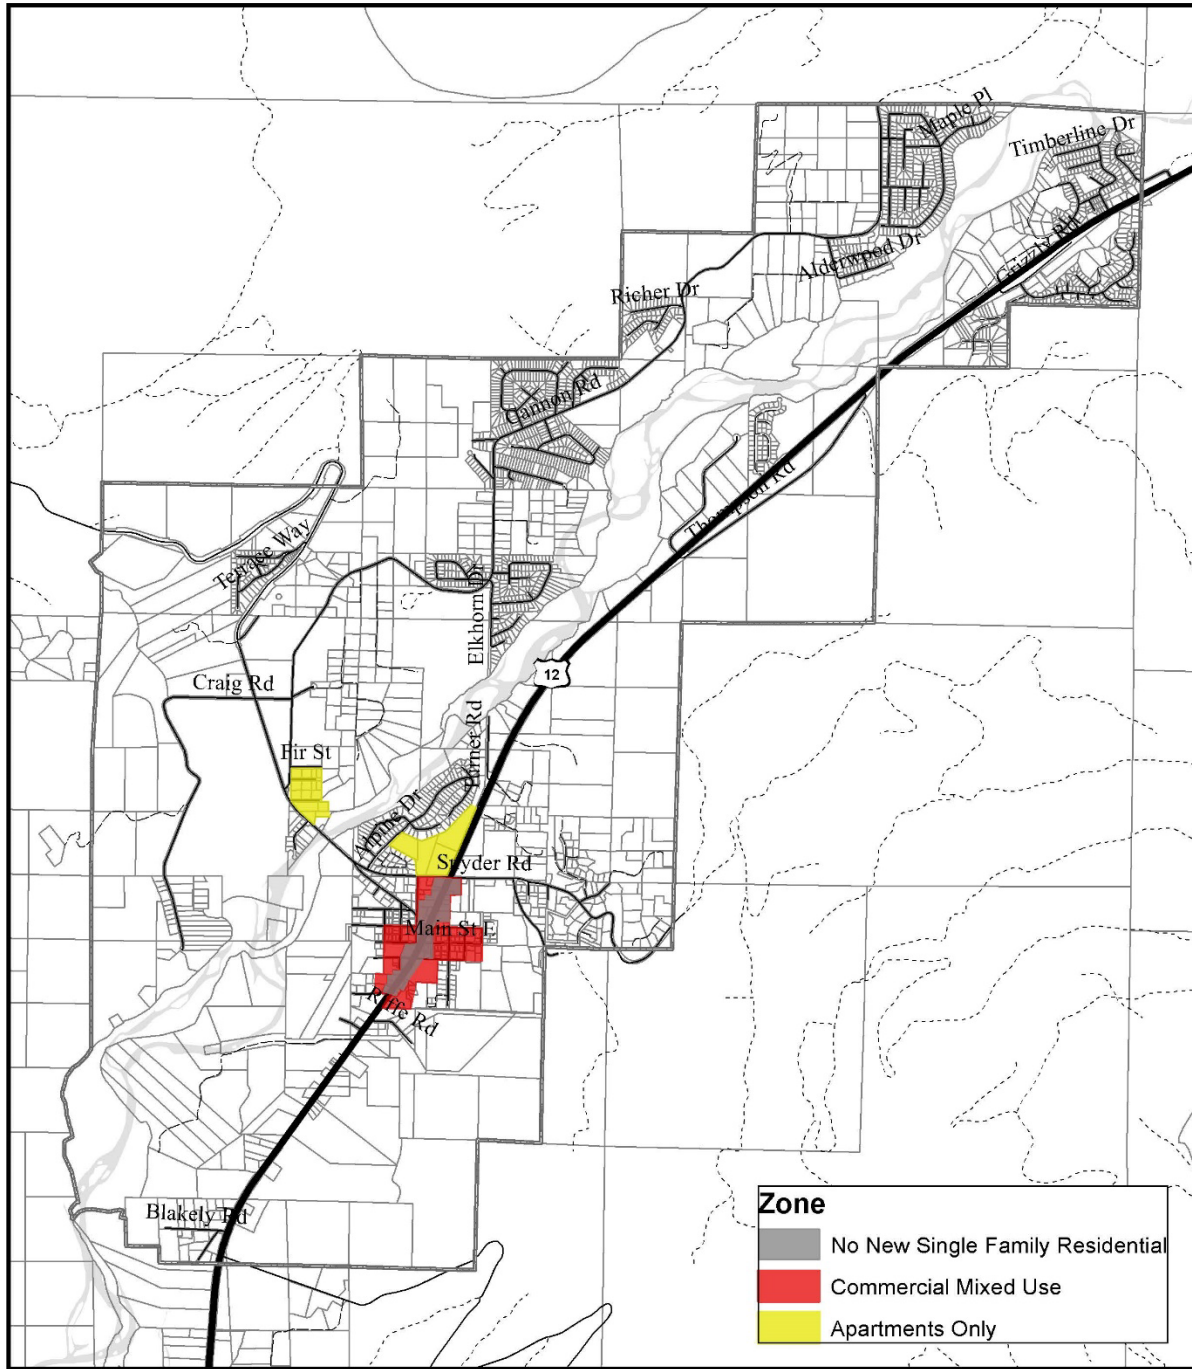 Maple Pl
Timberline Dr
Grizzly Rd
Alderwood Dr
Richer Dr
Cannon Rd
Thompson Rd
Terrace Way
Elkhorn Dr
12
Craig Rd
Turner Rd
Fir St
Alpine Dr
Snyder Rd
Main St E
Riffe Rd
Blakely Rd
Zone
No New Single Family Residential
Commercial Mixed Use
Apartments Only